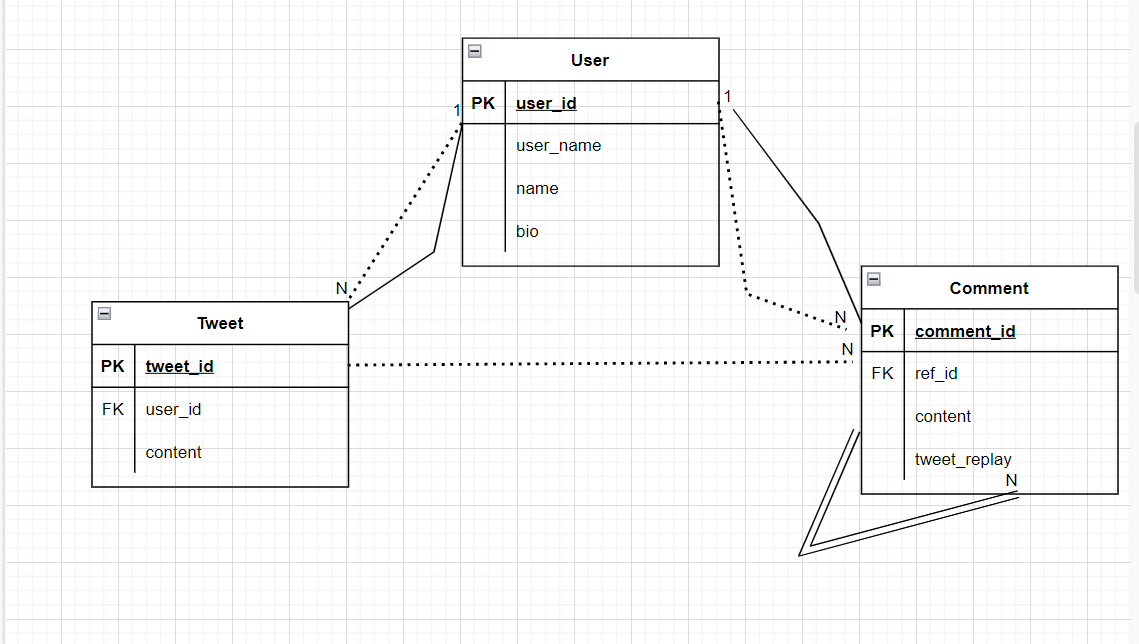 User
PK user_id
user_name
name
bio
1
1
N
Tweet
PK tweet_id
FK user_id
content
Comment
PK comment_id
FK ref_id
content
tweet_replay
N
N
N